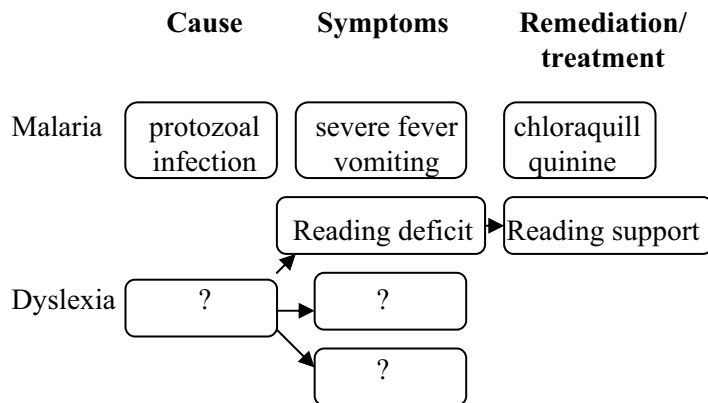 Cause Symptoms Remediation/
treatment
Malaria protozoal severe fever chloraquill
infection vomiting quinine
Reading deficit Reading support
Dyslexia ? ?
?